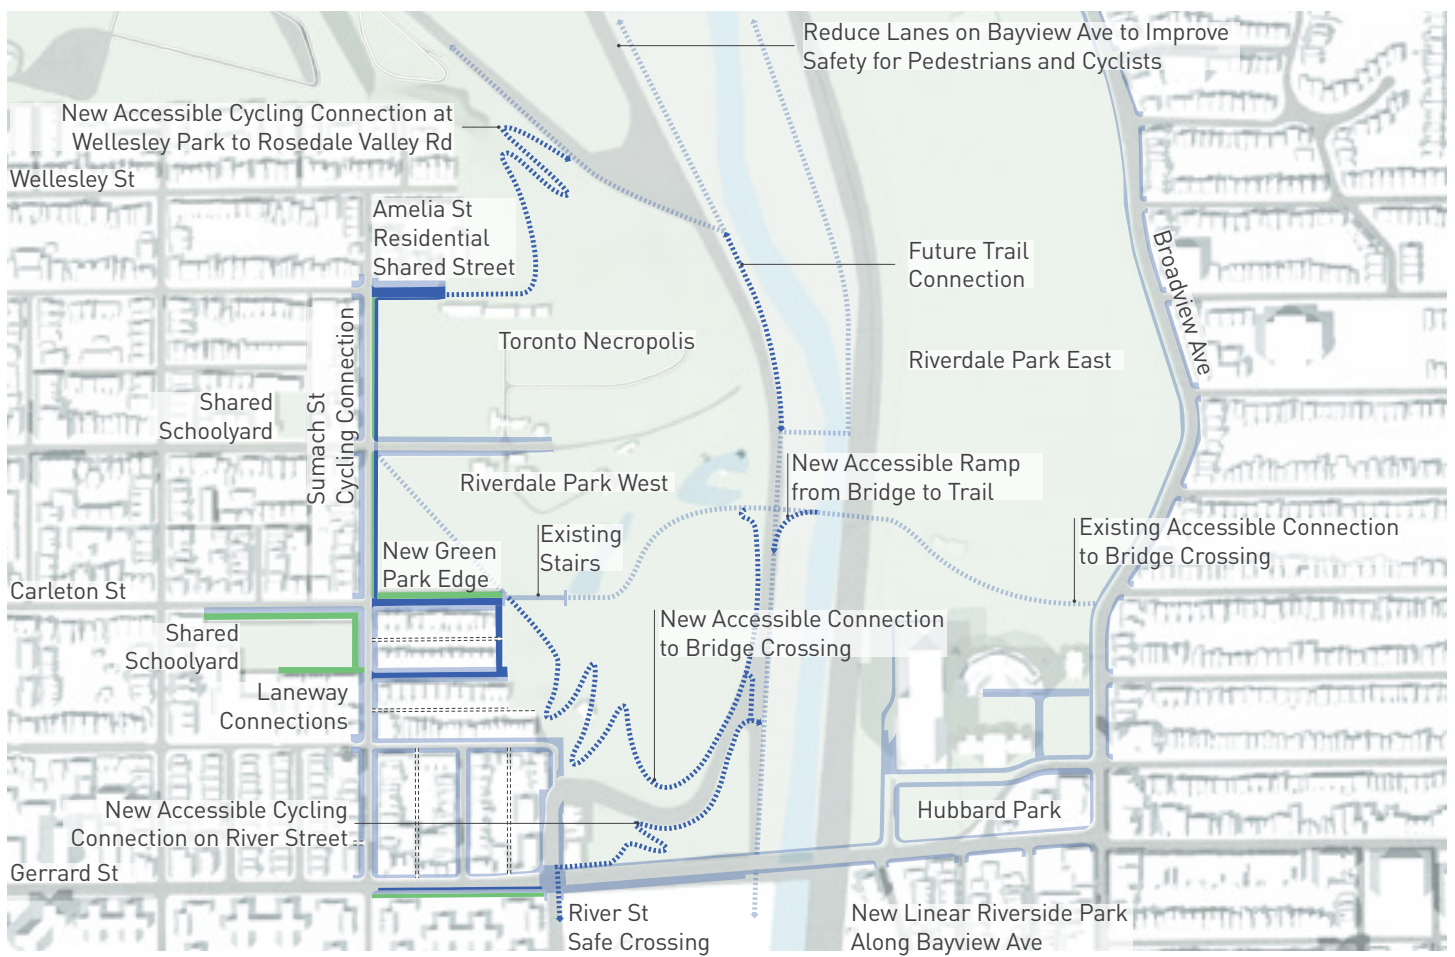 Reduce Lanes on Bayview Ave to Improve
Safety for Pedestrians and Cyclists
New Accessible Cycling Connection at
Wellesley Park to Rosedale Valley Rd
Wellesley St
Amelia St
Residential
Shared Street
Broadview Ave
Future Trail
Connection
Toronto Necropolis
Riverdale Park East
Shared
Schoolyard
Sumach St
Cycling Connection
Riverdale Park West
New Accessible Ramp
from Bridge to Trail
Existing
Stairs
Existing Accessible Connection
to Bridge Crossing
New Green
Park Edge
Carleton St
Shared
Schoolyard
New Accessible Connection
to Bridge Crossing
Laneway
Connections
New Accessible Cycling
Connection on River Street
Hubbard Park
Gerrard St
River St
Safe Crossing
New Linear Riverside Park
Along Bayview Ave